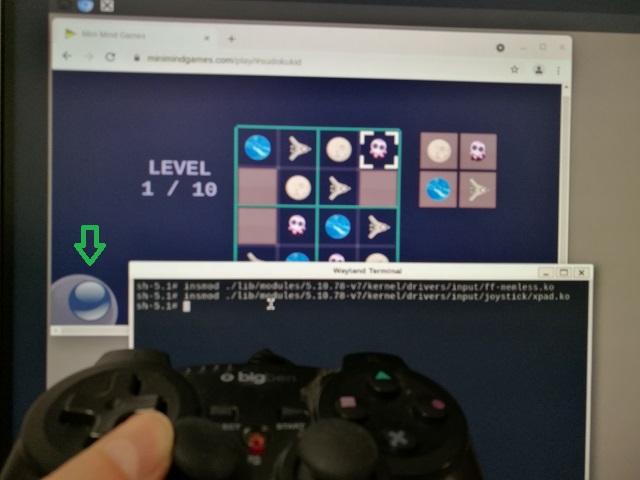 Mini Mind Games
minimindgames.com/play/#sudokukid
LEVEL
1 / 10
Wayland Terminal
sh-5.1# insmod ./lib/modules/5.10.78-v7/kernel/drivers/input/ff-memless.ko
sh-5.1# insmod ./lib/modules/5.10.78-v7/kernel/drivers/input/joystick/xpad.ko
sh-5.1#
bigben
START